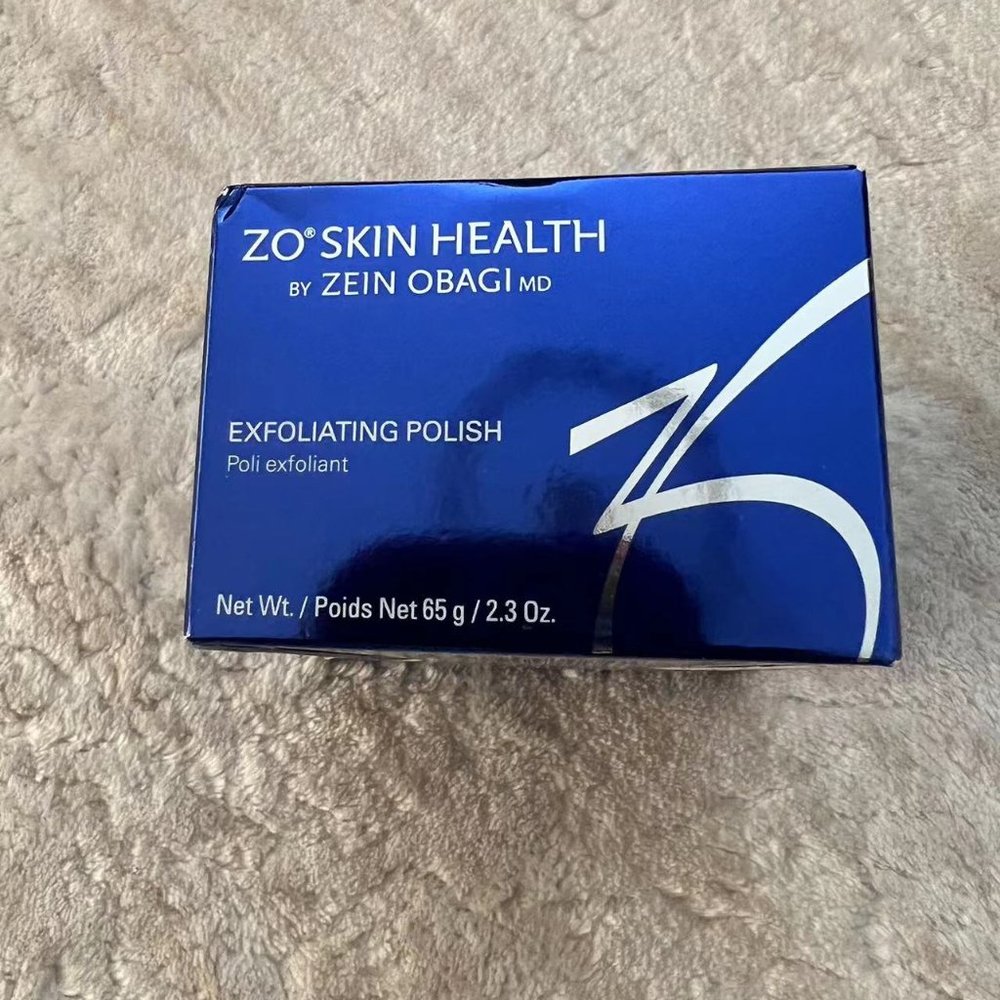 ZO® SKIN HEALTH
BY ZEIN OBAGI MD
EXFOLIATING POLISH
Poli exfoliant
Net Wt. / Poids Net 65 g / 2.3 Oz.